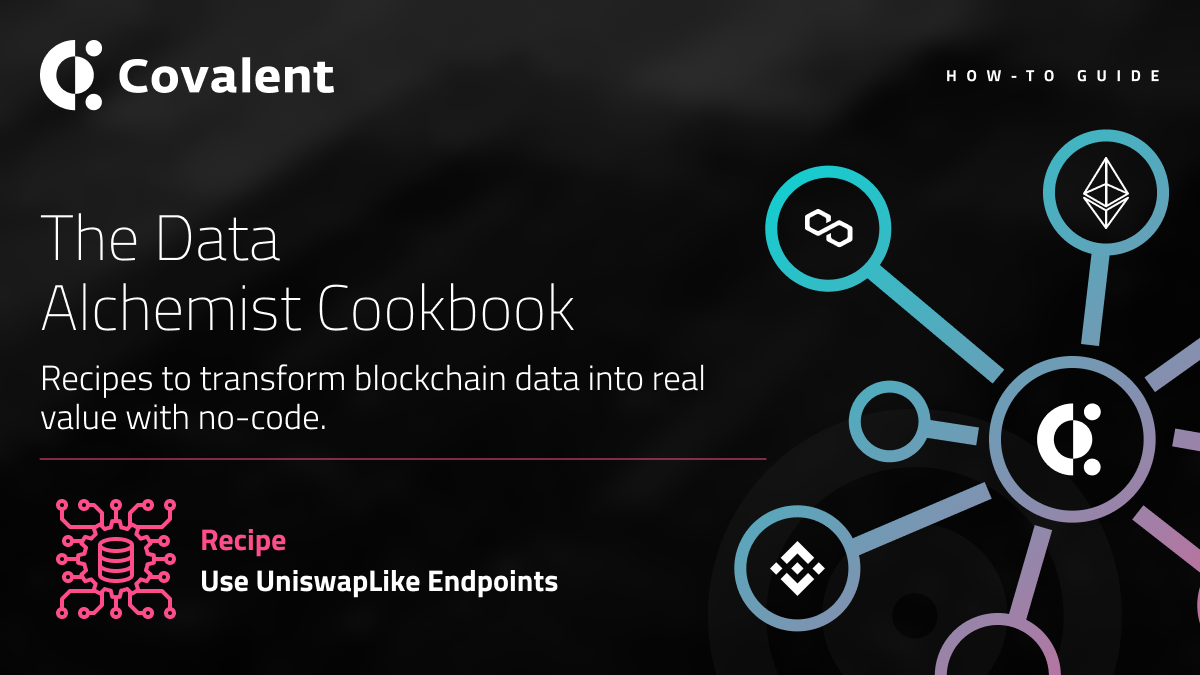 Covalent
HOW-TO GUIDE
The Data
Alchemist Cookbook
Recipes to transform blockchain data into real
value with no-code.
Recipe
Use UniswapLike Endpoints